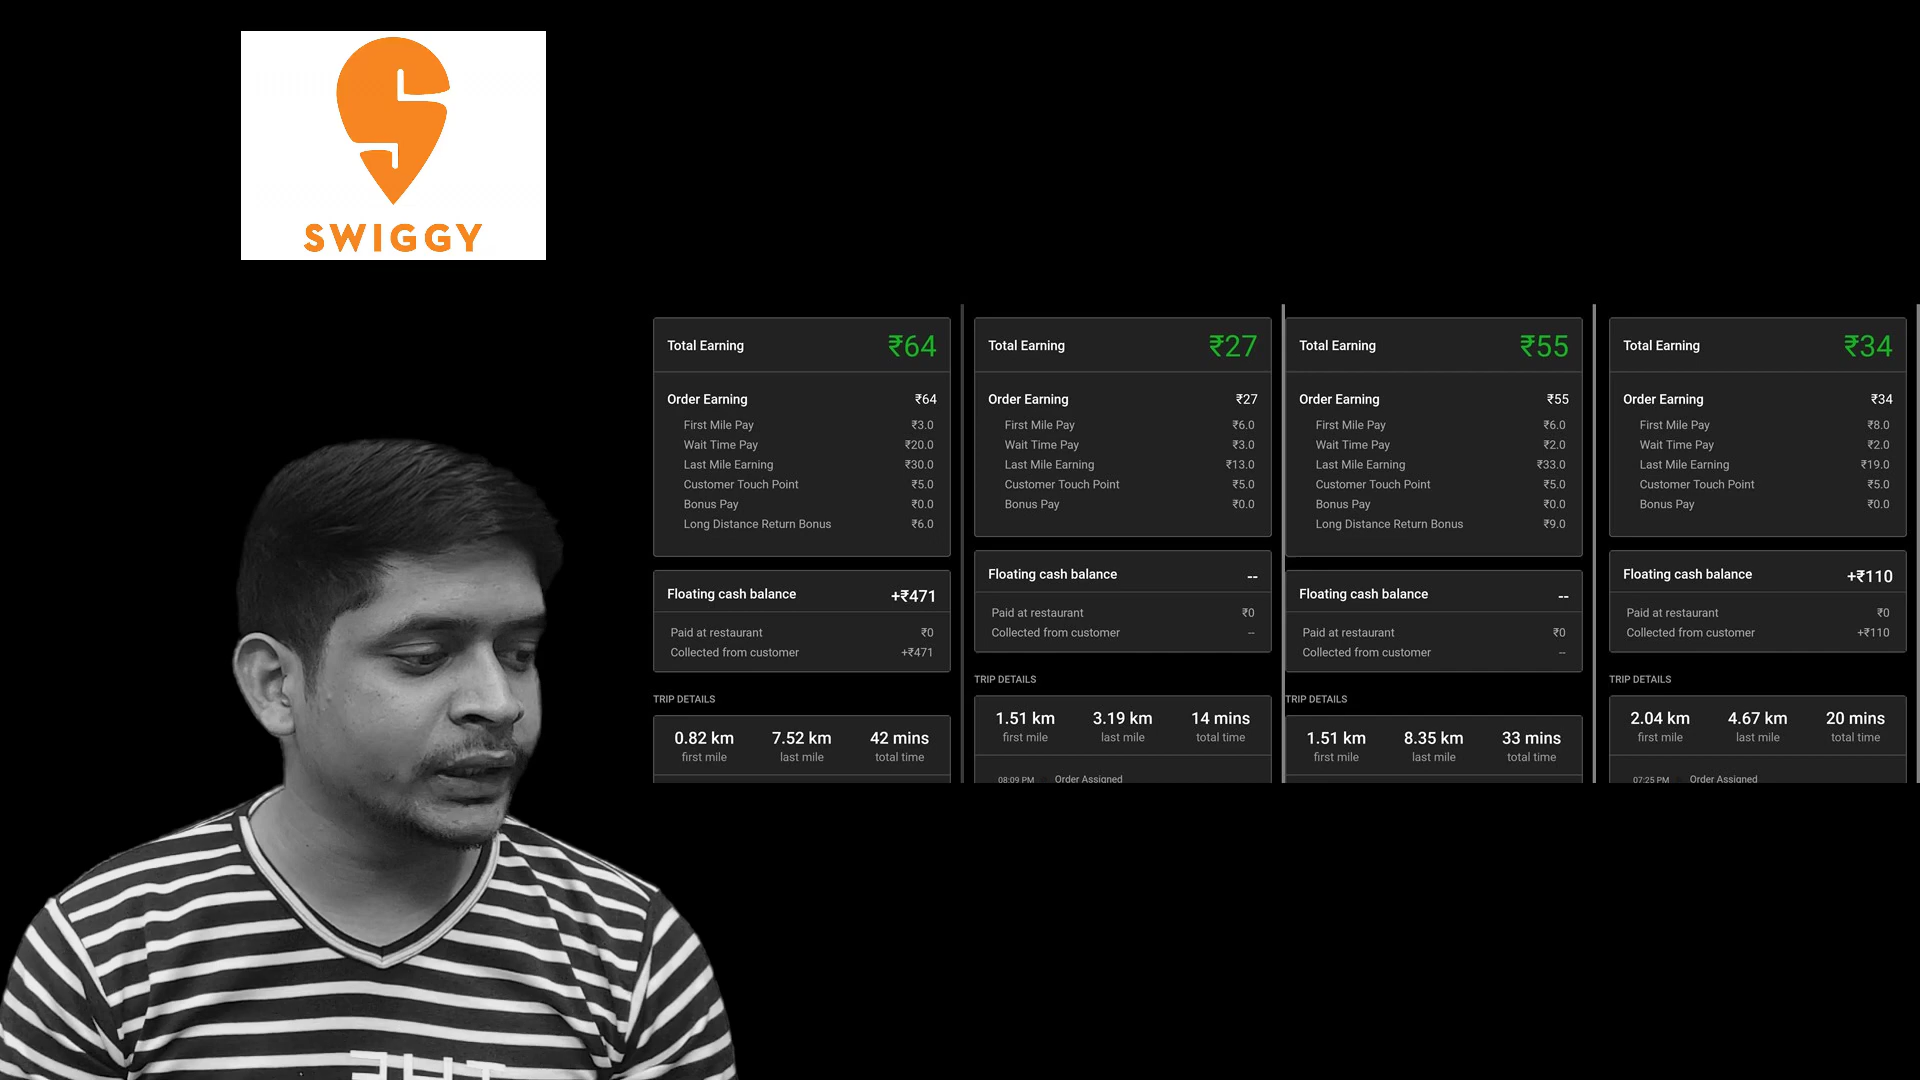 SWIGGY
Total Earning ₹64
Order Earning ₹64
First Mile Pay ₹3.0
Wait Time Pay ₹20.0
Last Mile Earning ₹30.0
Customer Touch Point ₹5.0
Bonus Pay ₹0.0
Long Distance Return Bonus ₹6.0
Floating cash balance +₹471
Paid at restaurant ₹0
Collected from customer +₹471
TRIP DETAILS
0.82 km 7.52 km 42 mins
first mile last mile total time
Total Earning ₹27
Order Earning ₹27
First Mile Pay ₹6.0
Wait Time Pay ₹3.0
Last Mile Earning ₹13.0
Customer Touch Point ₹5.0
Bonus Pay ₹0.0
Floating cash balance --
Paid at restaurant ₹0
Collected from customer --
TRIP DETAILS
1.51 km 3.19 km 14 mins
first mile last mile total time
08:09 PM Order Assigned
Total Earning ₹55
Order Earning ₹55
First Mile Pay ₹6.0
Wait Time Pay ₹2.0
Last Mile Earning ₹33.0
Customer Touch Point ₹5.0
Bonus Pay ₹0.0
Long Distance Return Bonus ₹9.0
Floating cash balance --
Paid at restaurant ₹0
Collected from customer --
TRIP DETAILS
1.51 km 8.35 km 33 mins
first mile last mile total time
Total Earning ₹34
Order Earning ₹34
First Mile Pay ₹8.0
Wait Time Pay ₹2.0
Last Mile Earning ₹19.0
Customer Touch Point ₹5.0
Bonus Pay ₹0.0
Floating cash balance +₹110
Paid at restaurant ₹0
Collected from customer +₹110
TRIP DETAILS
2.04 km 4.67 km 20 mins
first mile last mile total time
07:25 PM Order Assigned